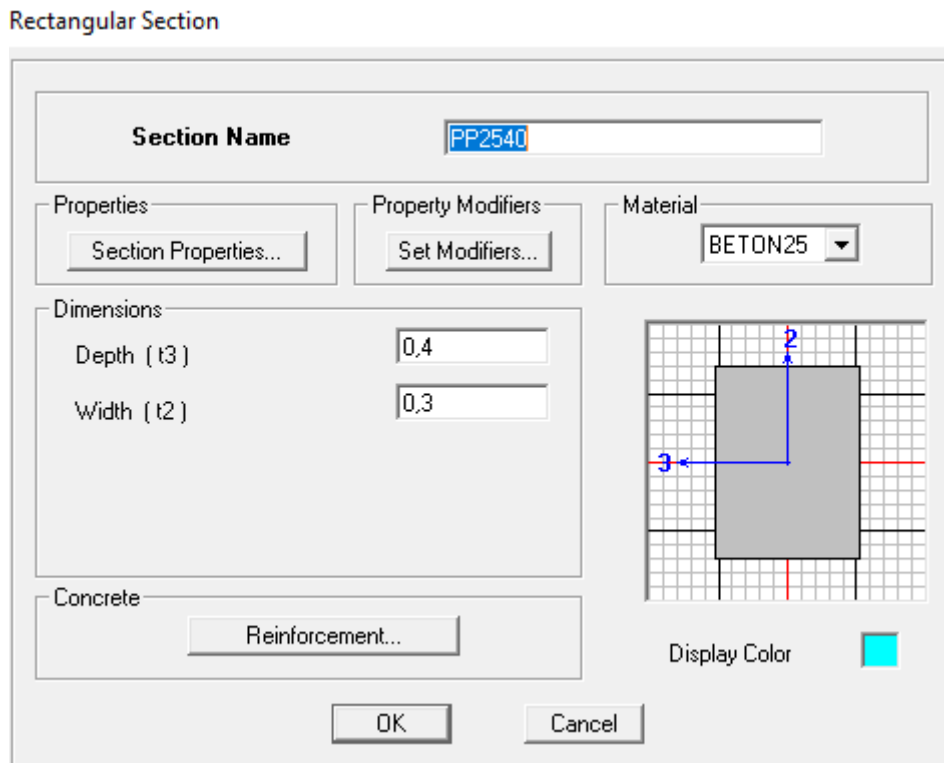 Rectangular Section
Section Name PP2540
Properties Property Modifiers Material
Section Properties... Set Modifiers... BETON25
Dimensions
Depth ( t3 ) 0,4
Width ( t2 ) 0,3
2
3
Concrete
Reinforcement...
Display Color
OK Cancel